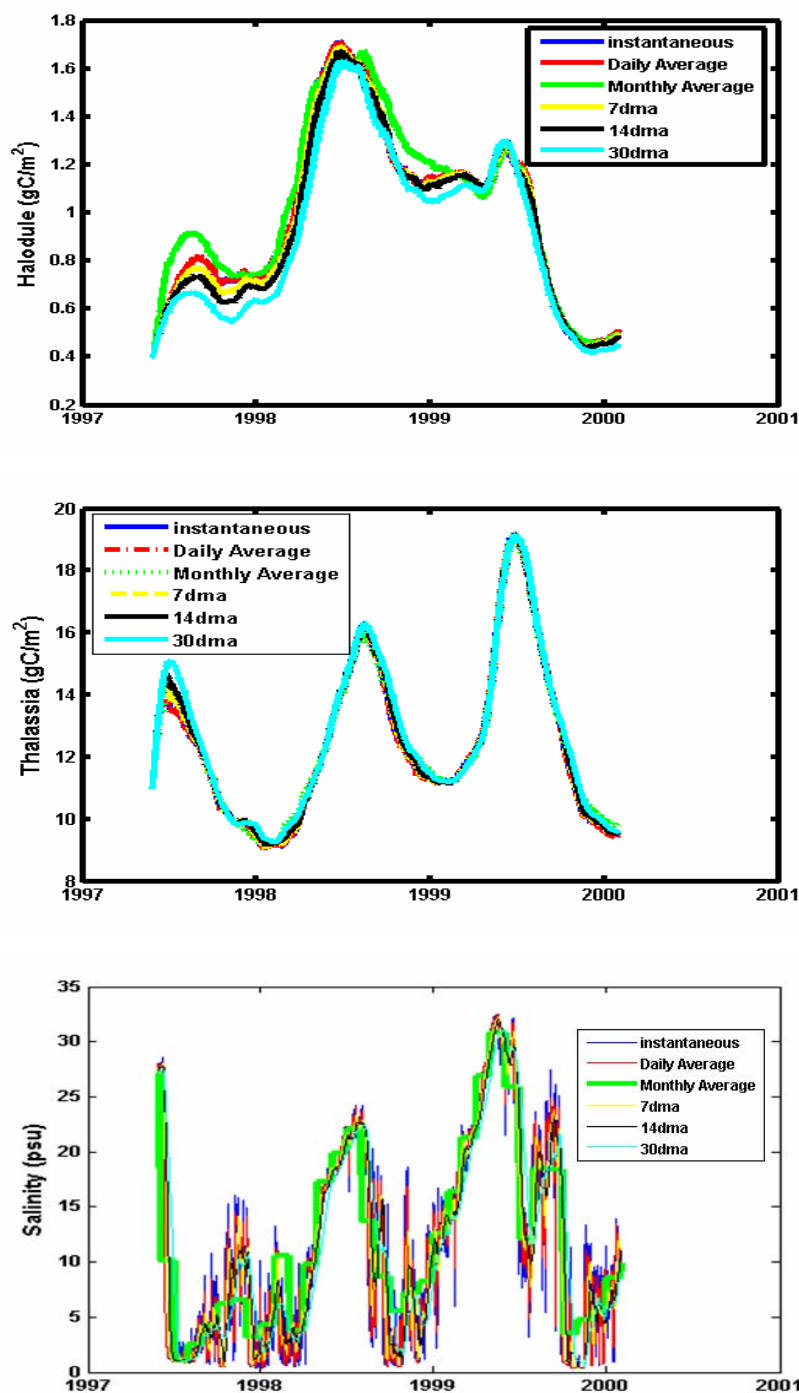 Halodule (gC/m²)
1.8
1.6
1.4
1.2
1
0.8
0.6
0.4
0.2
1997
1998
1999
2000
2001
instantaneous
Daily Average
Monthly Average
7dma
14dma
30dma
Thalassia (gC/m²)
20
18
16
14
12
10
8
1997
1998
1999
2000
2001
instantaneous
Daily Average
Monthly Average
7dma
14dma
30dma
Salinity (psu)
35
30
25
20
15
10
5
0
1997
1998
1999
2000
2001
instantaneous
Daily Average
Monthly Average
7dma
14dma
30dma